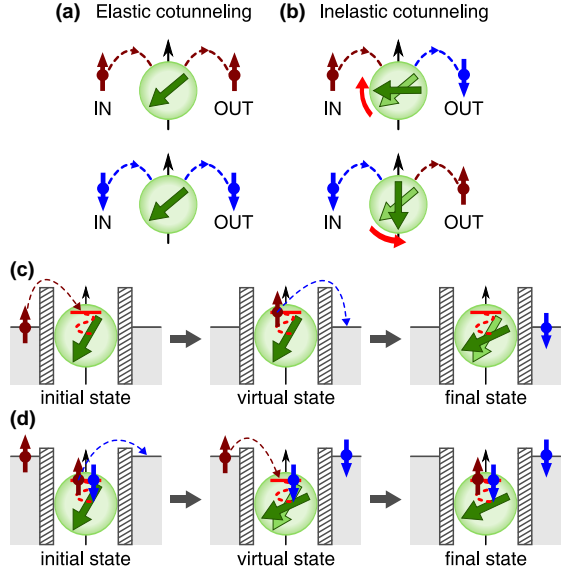 (a) Elastic cotunneling
(b) Inelastic cotunneling
IN OUT
IN OUT
IN OUT
IN OUT
(c)
initial state
virtual state
final state
(d)
initial state
virtual state
final state